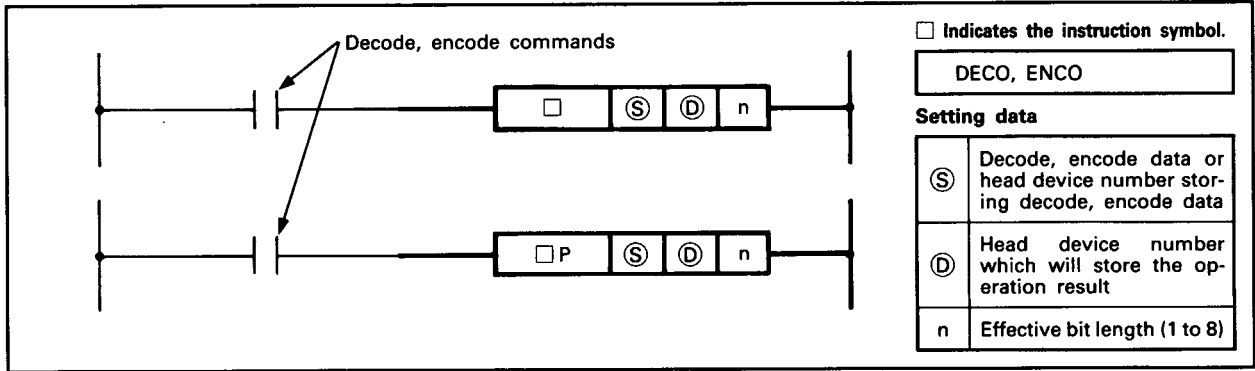 Decode, encode commands
□ Ⓢ Ⓓ n
□P Ⓢ Ⓓ n
□ Indicates the instruction symbol.
DECO, ENCO
Setting data
Ⓢ Decode, encode data or
head device number stor-
ing decode, encode data
Ⓓ Head device number
which will store the op-
eration result
n Effective bit length (1 to 8)